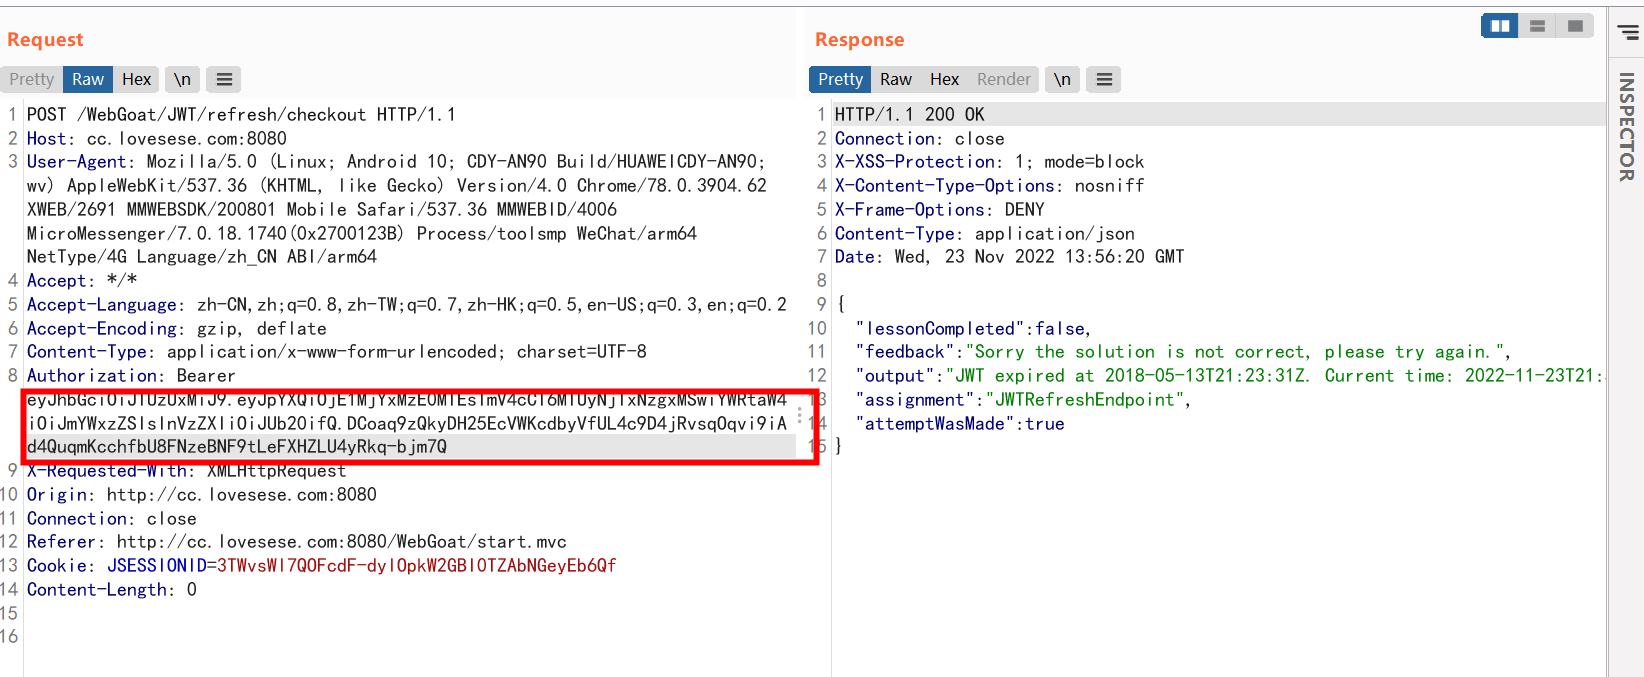 Request
Pretty Raw Hex \n
1 POST /WebGoat/JWT/refresh/checkout HTTP/1.1
2 Host: cc.lovesese.com:8080
3 User-Agent: Mozilla/5.0 (Linux; Android 10; CDY-AN90 Build/HUAWEICDY-AN90;
wv) AppleWebKit/537.36 (KHTML, like Gecko) Version/4.0 Chrome/78.0.3904.62
XWEB/2691 MMWEBSDK/200801 Mobile Safari/537.36 MMWEBID/4006
MicroMessenger/7.0.18.1740(0x2700123B) Process/toolsmp WeChat/arm64
NetType/4G Language/zh_CN ABI/arm64
4 Accept: */*
5 Accept-Language: zh-CN,zh;q=0.8,zh-TW;q=0.7,zh-HK;q=0.5,en-US;q=0.3,en;q=0.2
6 Accept-Encoding: gzip, deflate
7 Content-Type: application/x-www-form-urlencoded; charset=UTF-8
8 Authorization: Bearer
eyJhbGciOiJIUzUxMiJ9.eyJpYXQiOjE1MjYxMzE0MTEsImV4cCI6MTUyNjIxNzgxMSwiYWRtaW4
iOiJmYWxzZSIsInVzZXIiOiJUb20ifQ.DCoaq9zQkyDH25EcVWKcdbyVfUL4c9D4jRvsqOqvi9iA
d4QuqmKcchfbU8FNzeBNF9tLeFXHZLU4yRkq-bjm7Q
9 X-Requested-With: XMLHttpRequest
10 Origin: http://cc.lovesese.com:8080
11 Connection: close
12 Referer: http://cc.lovesese.com:8080/WebGoat/start.mvc
13 Cookie: JSESSIONID=3TWvsWl7QOFcdF-dylOpkW2GBlOTZAbNGeyEb6Qf
14 Content-Length: 0
15
16
Response
Pretty Raw Hex Render \n
1 HTTP/1.1 200 OK
2 Connection: close
3 X-XSS-Protection: 1; mode=block
4 X-Content-Type-Options: nosniff
5 X-Frame-Options: DENY
6 Content-Type: application/json
7 Date: Wed, 23 Nov 2022 13:56:20 GMT
8
9 {
10 "lessonCompleted":false,
11 "feedback":"Sorry the solution is not correct, please try again.",
12 "output":"JWT expired at 2018-05-13T21:23:31Z. Current time: 2022-11-23T21:
13 "assignment":"JWTRefreshEndpoint",
14 "attemptWasMade":true
15 }
INSPECTOR